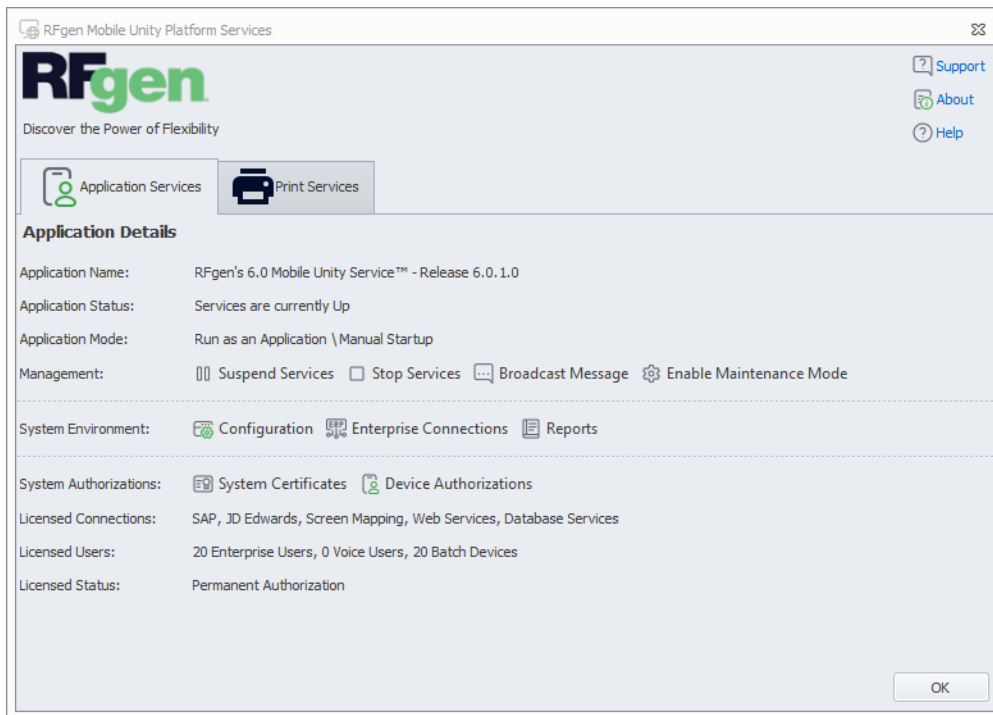 RFgen Mobile Unity Platform Services
RFgen
Discover the Power of Flexibility
Support
About
Help
Application Services
Print Services
Application Details
Application Name: RFgen's 6.0 Mobile Unity Service™ - Release 6.0.1.0
Application Status: Services are currently Up
Application Mode: Run as an Application \ Manual Startup
Management: Suspend Services Stop Services Broadcast Message Enable Maintenance Mode
System Environment: Configuration ERP Enterprise Connections Reports
System Authorizations: System Certificates Device Authorizations
Licensed Connections: SAP, JD Edwards, Screen Mapping, Web Services, Database Services
Licensed Users: 20 Enterprise Users, 0 Voice Users, 20 Batch Devices
Licensed Status: Permanent Authorization
OK